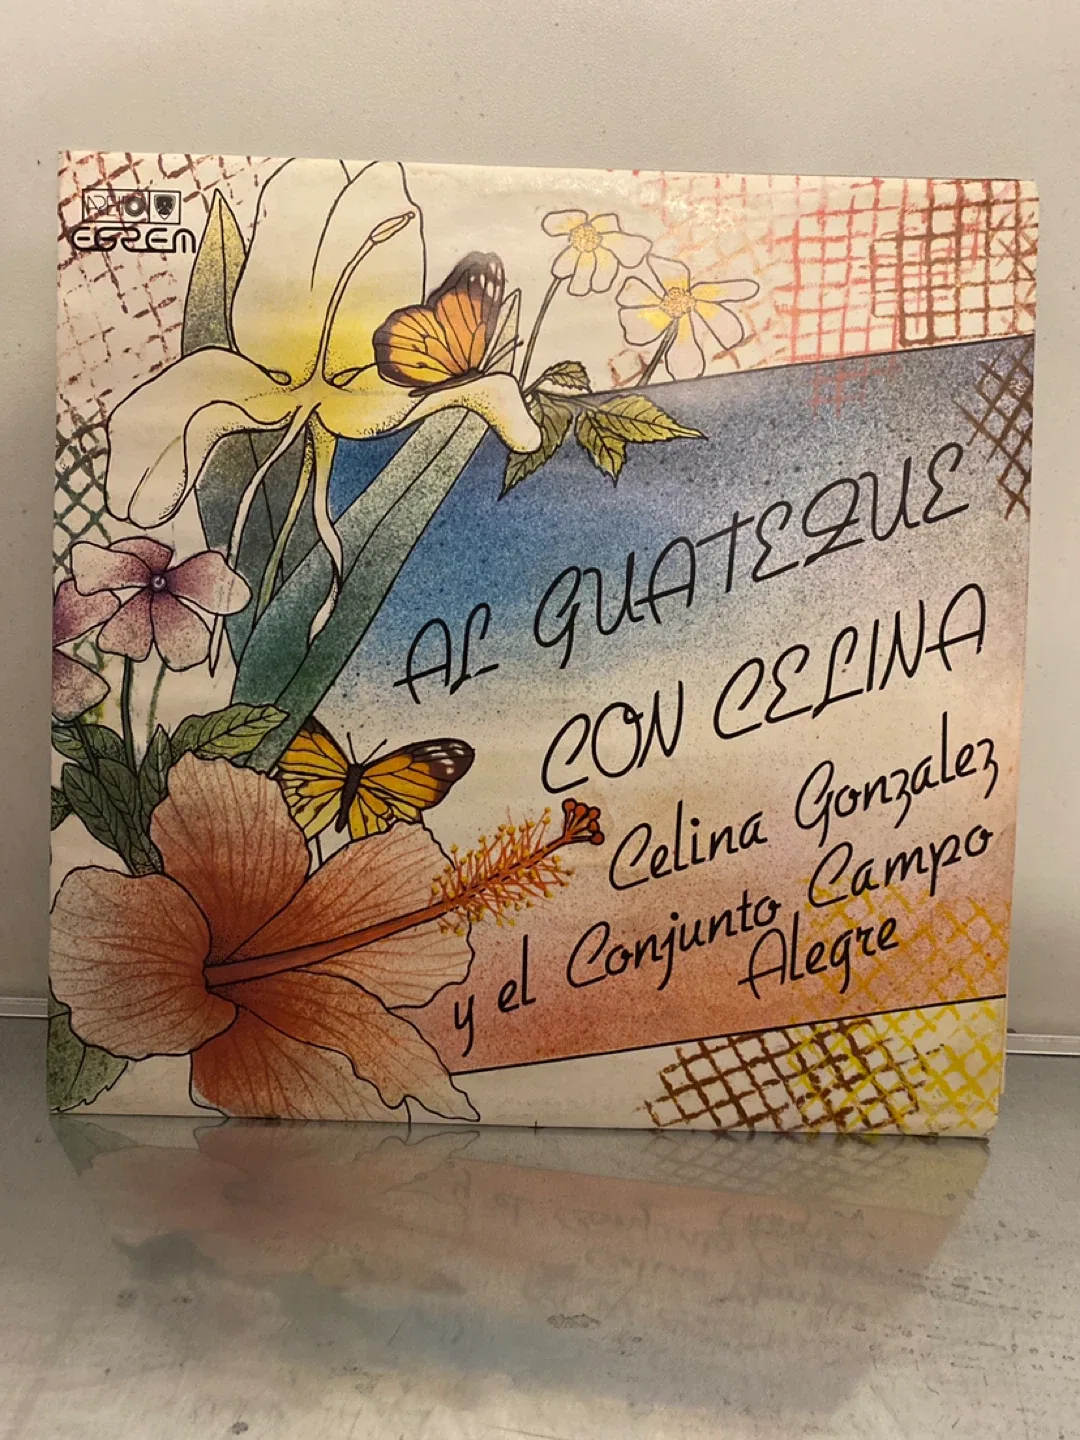 AREITO
EGREM
AL GUATEQUE
CON CELINA
Celina Gonzalez
y el Conjunto Campo
Alegre